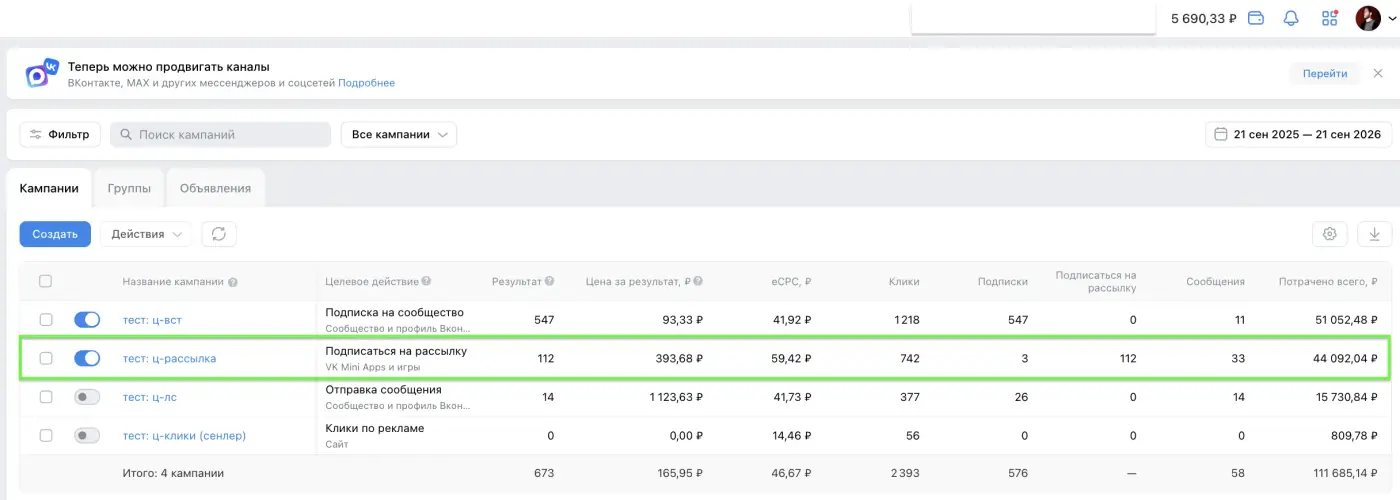 5 690,33 ₽
Теперь можно продвигать каналы
ВКонтакте, MAX и других мессенджеров и соцсетей Подробнее
Перейти
Фильтр
Поиск кампаний
Все кампании
21 сен 2025 — 21 сен 2026
Кампании Группы Объявления
Создать Действия
Название кампании Целевое действие Результат Цена за результат, ₽ eCPC, ₽ Клики Подписки Подписаться на рассылку Сообщения Потрачено всего, ₽
тест: ц-вст Подписка на сообщество 547 93,33 ₽ 41,92 ₽ 1 218 547 0 11 51 052,48 ₽
Сообщество и профиль Вкон...
тест: ц-рассылка Подписаться на рассылку 112 393,68 ₽ 59,42 ₽ 742 3 112 33 44 092,04 ₽
VK Mini Apps и игры
тест: ц-лс Отправка сообщения 14 1 123,63 ₽ 41,73 ₽ 377 26 0 14 15 730,84 ₽
Сообщество и профиль Вкон...
тест: ц-клики (сенлер) Клики по рекламе 0 0,00 ₽ 14,46 ₽ 56 0 0 0 809,78 ₽
Сайт
Итого: 4 кампании 673 165,95 ₽ 46,67 ₽ 2 393 576 — 58 111 685,14 ₽